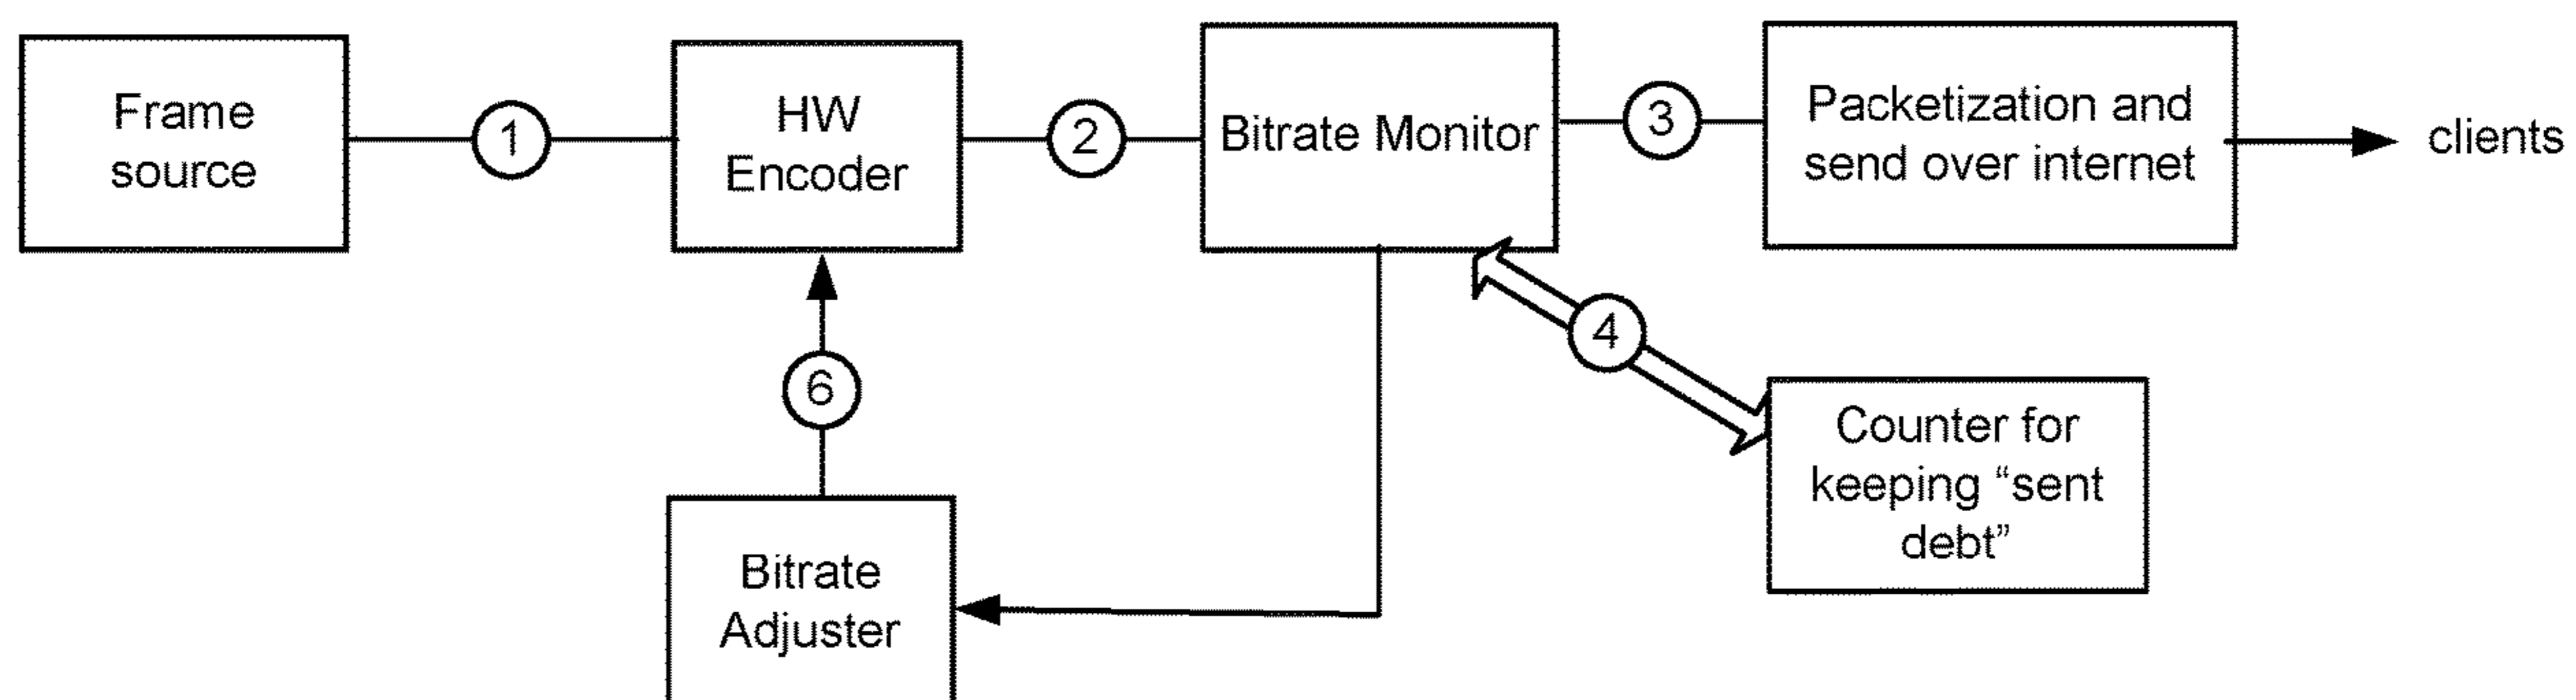 Frame
source
1
HW
Encoder
2
Bitrate Monitor
3
Packetization and
send over internet
clients
4
6
Counter for
keeping “sent
debt”
Bitrate
Adjuster